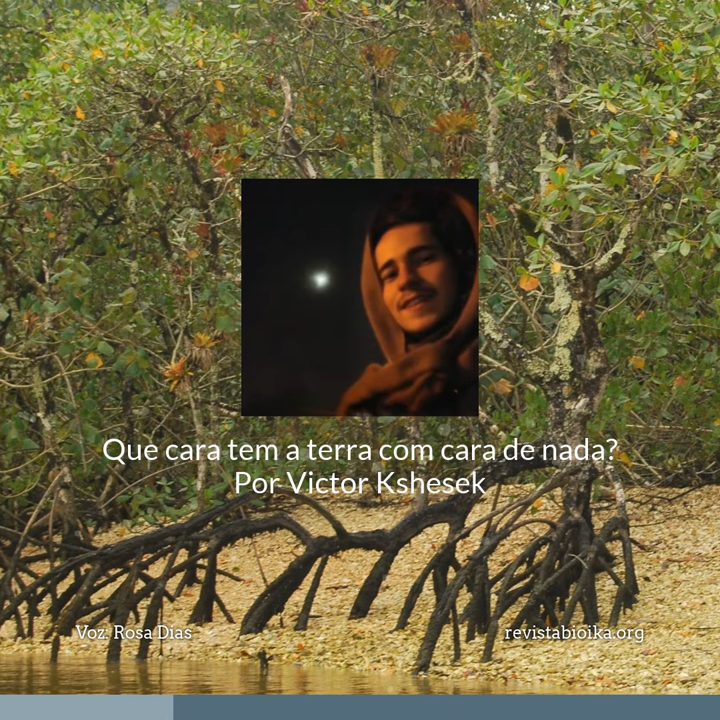 Que cara tem a terra com cara de nada?
Por Victor Kshesek
Voz: Rosa Dias
revistabioika.org